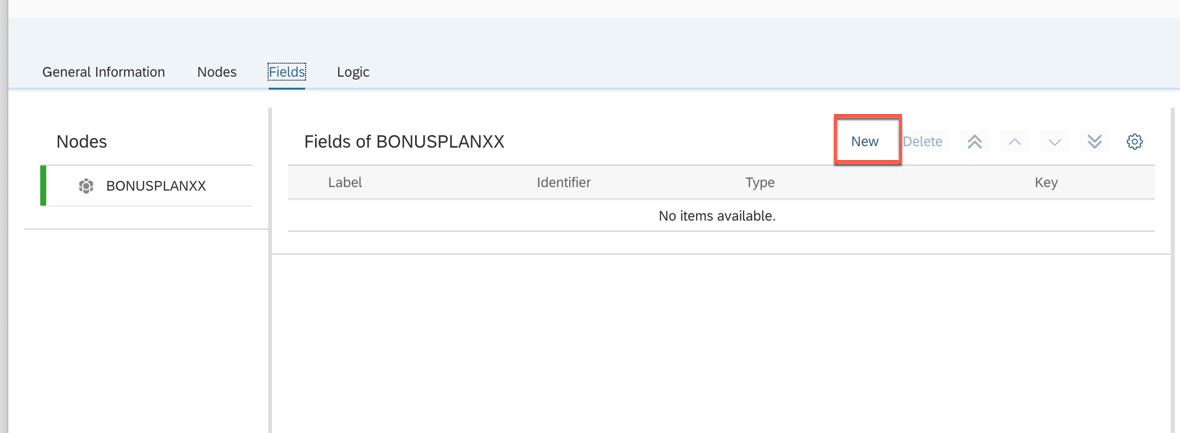 General Information Nodes Fields Logic
Nodes
BONUSPLANXX
Fields of BONUSPLANXX New Delete
Label Identifier Type Key
No items available.